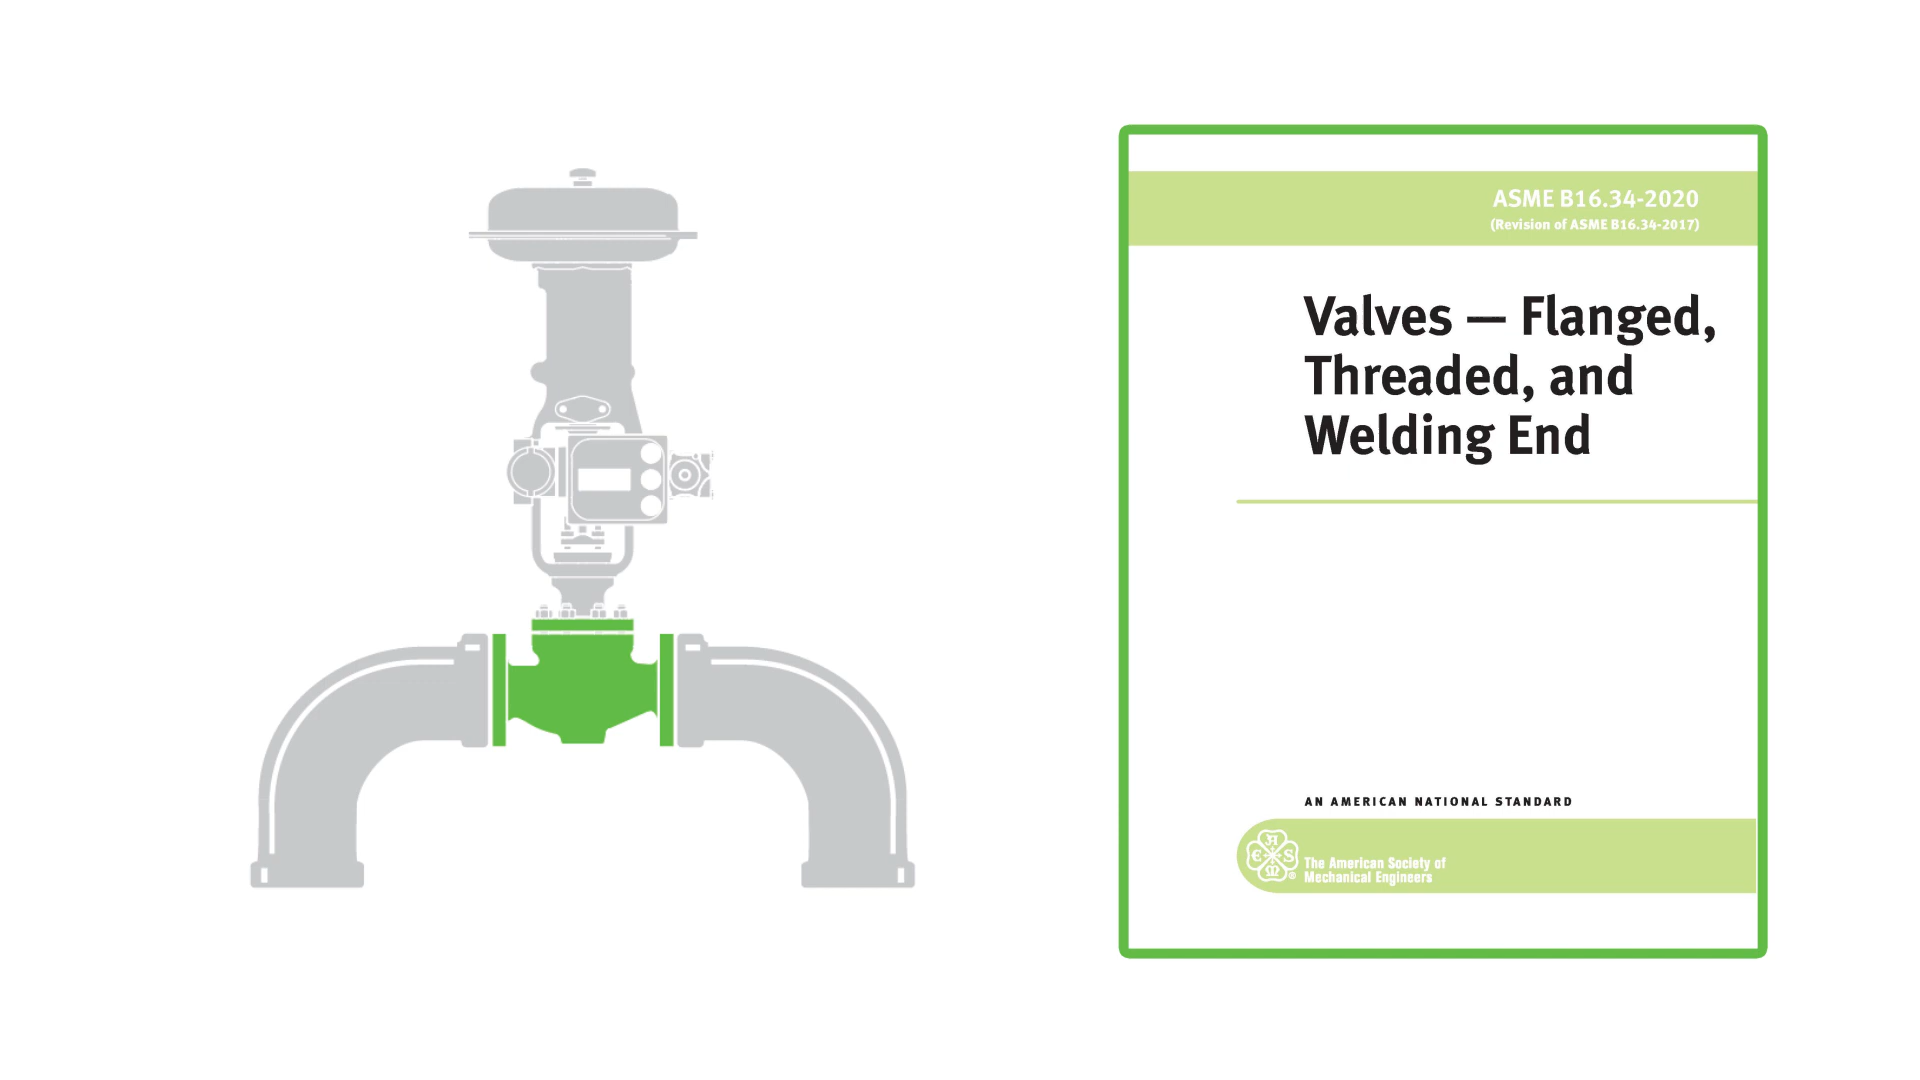 ASME B16.34-2020
(Revision of ASME B16.34-2017)
Valves — Flanged,
Threaded, and
Welding End
AN AMERICAN NATIONAL STANDARD
ASME®
The American Society of
Mechanical Engineers